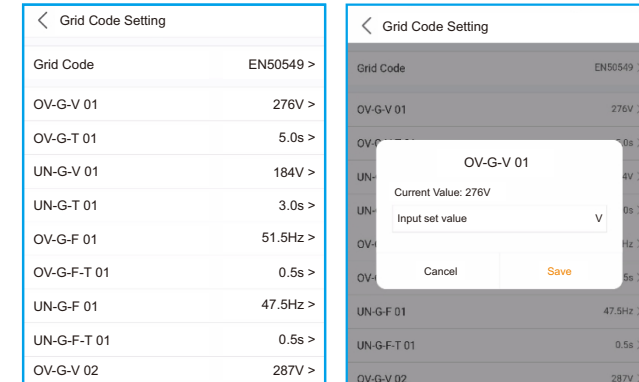 Grid Code Setting
Grid Code EN50549 >
OV-G-V 01 276V >
OV-G-T 01 5.0s >
UN-G-V 01 184V >
UN-G-T 01 3.0s >
OV-G-F 01 51.5Hz >
OV-G-F-T 01 0.5s >
UN-G-F 01 47.5Hz >
UN-G-F-T 01 0.5s >
OV-G-V 02 287V >
Grid Code Setting
Grid Code EN50549
OV-G-V 01 276V
OV-G-V 01
Current Value: 276V
Input set value V
Cancel Save
UN-G-F 01 47.5Hz
UN-G-F-T 01 0.5s
OV-G-V 02 287V